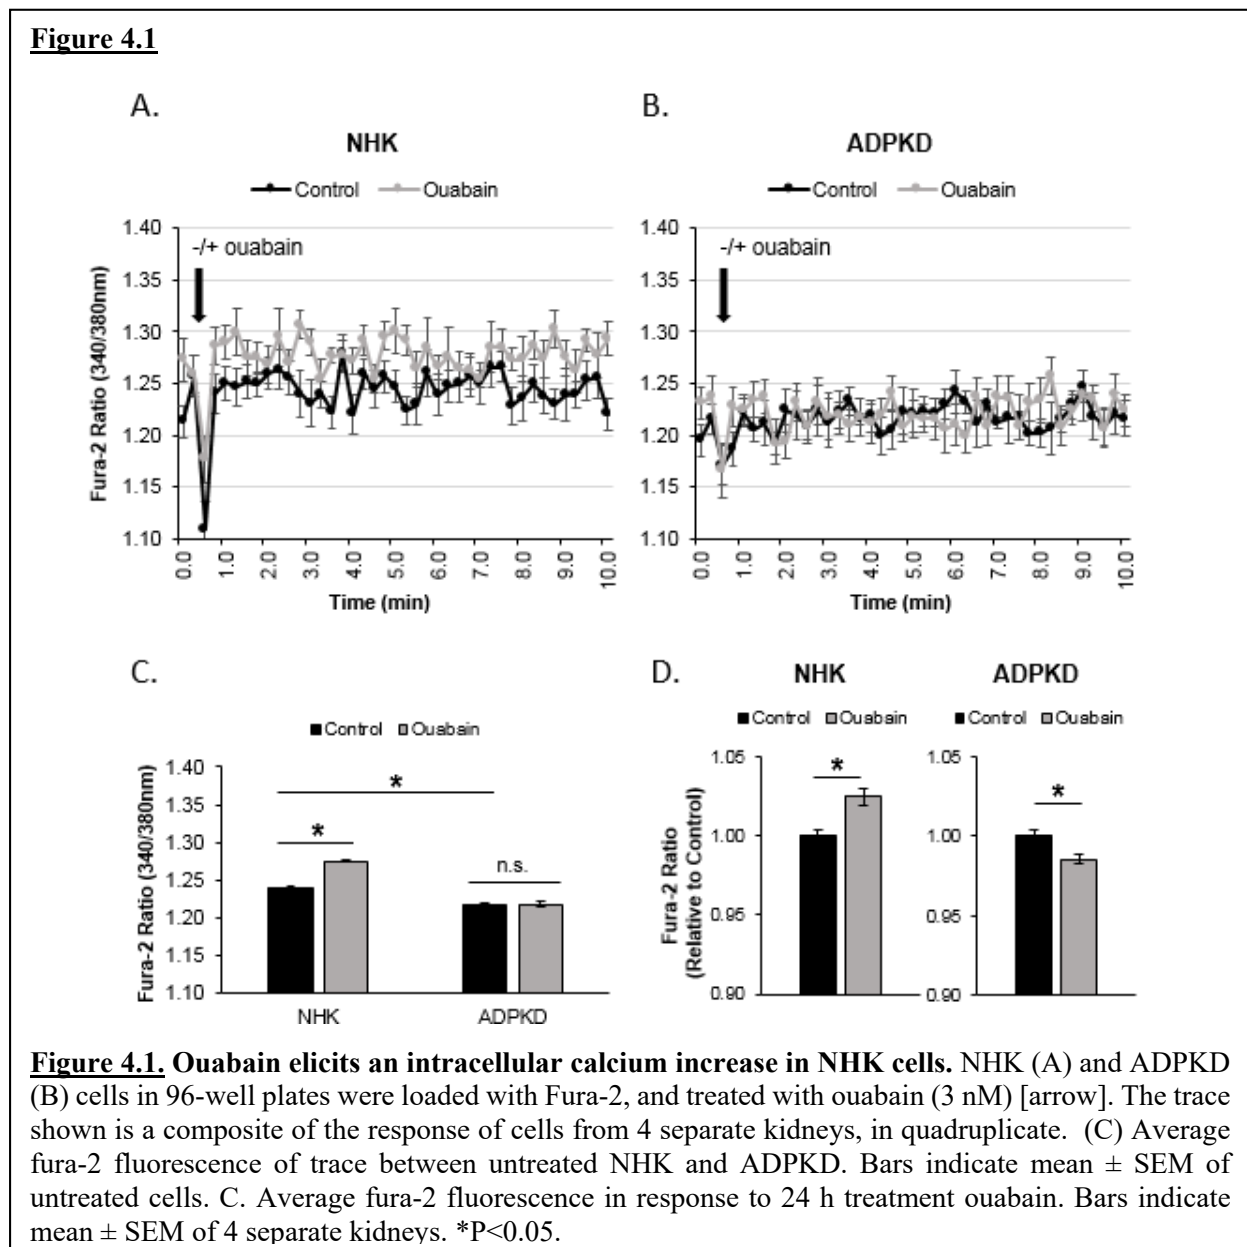 Figure 4.1
A.
NHK
Control Ouabain
-/+ ouabain
Fura-2 Ratio (340/380nm)
1.40
1.35
1.30
1.25
1.20
1.15
1.10
0.0 1.0 2.0 3.0 4.0 5.0 6.0 7.0 8.0 9.0 10.0
Time (min)
B.
ADPKD
Control Ouabain
-/+ ouabain
1.40
1.35
1.30
1.25
1.20
1.15
1.10
0.0 1.0 2.0 3.0 4.0 5.0 6.0 7.0 8.0 9.0 10.0
Time (min)
C.
Control Ouabain
Fura-2 Ratio (340/380nm)
1.40
1.35
1.30
1.25
1.20
1.15
1.10
*
*
n.s.
NHK ADPKD
D.
NHK
Control Ouabain
Fura-2 Ratio
(Relative to Control)
1.05
1.00
0.95
0.90
*
ADPKD
Control Ouabain
1.05
1.00
0.95
0.90
*
Figure 4.1. Ouabain elicits an intracellular calcium increase in NHK cells. NHK (A) and ADPKD
(B) cells in 96-well plates were loaded with Fura-2, and treated with ouabain (3 nM) [arrow]. The trace
shown is a composite of the response of cells from 4 separate kidneys, in quadruplicate. (C) Average
fura-2 fluorescence of trace between untreated NHK and ADPKD. Bars indicate mean ± SEM of
untreated cells. C. Average fura-2 fluorescence in response to 24 h treatment ouabain. Bars indicate
mean ± SEM of 4 separate kidneys. *P<0.05.